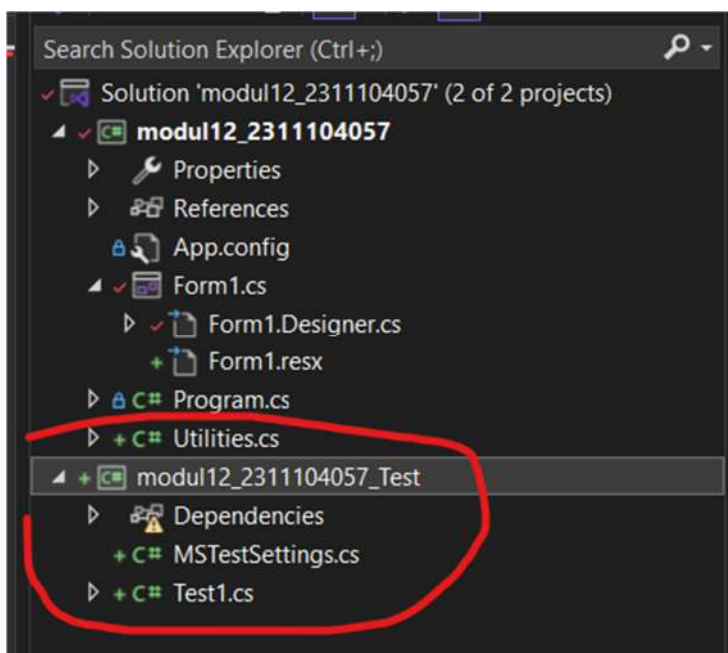 Search Solution Explorer (Ctrl+;)
Solution 'modul12_2311104057' (2 of 2 projects)
C# modul12_2311104057
Properties
References
App.config
Form1.cs
Form1.Designer.cs
Form1.resx
C# Program.cs
C# Utilities.cs
C# modul12_2311104057_Test
Dependencies
C# MSTestSettings.cs
C# Test1.cs